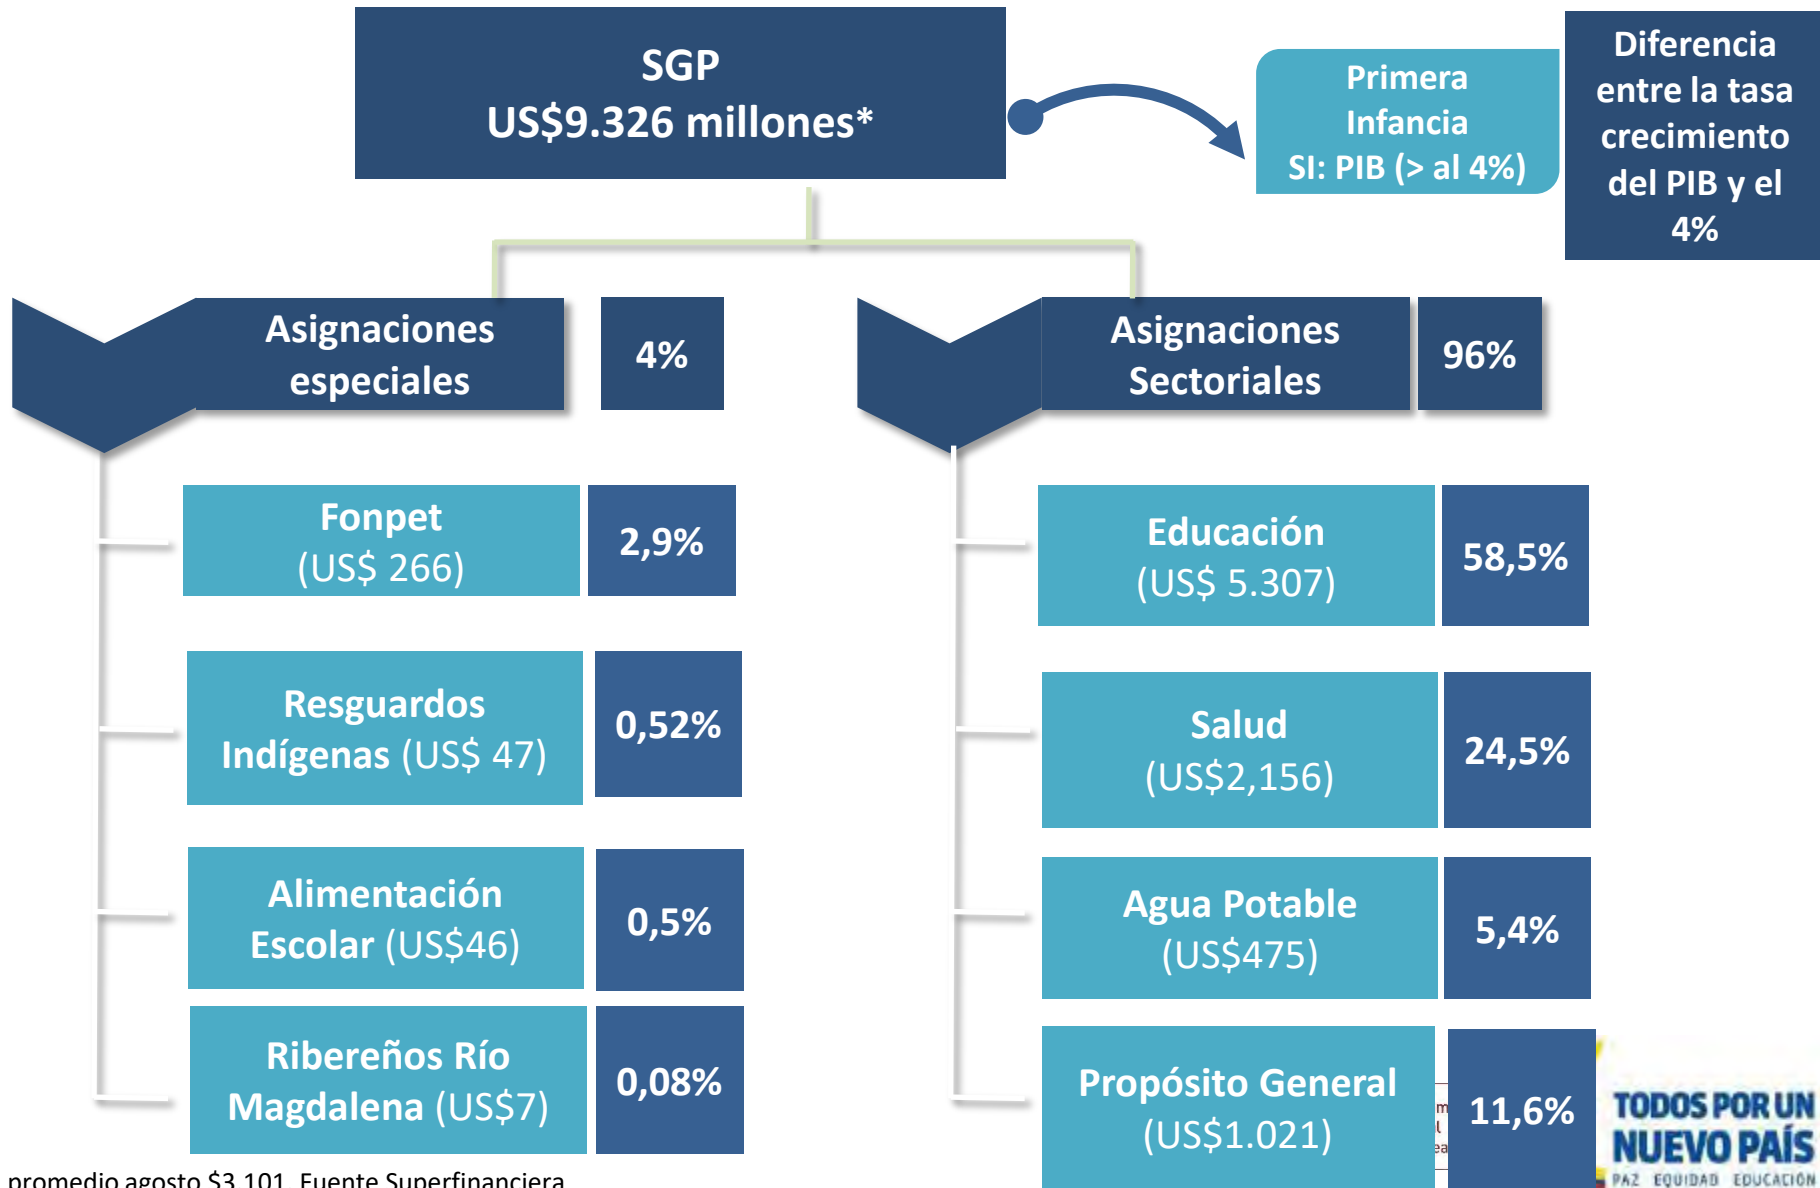 SGP
US$9.326 millones*
Primera
Infancia
SI: PIB (> al 4%)
Diferencia
entre la tasa
crecimiento
del PIB y el
4%
Asignaciones
especiales
4%
Fonpet
(US$ 266)
2,9%
Resguardos
Indígenas (US$ 47)
0,52%
Alimentación
Escolar (US$46)
0,5%
Ribereños Río
Magdalena (US$7)
0,08%
Asignaciones
Sectoriales
96%
Educación
(US$ 5.307)
58,5%
Salud
(US$2,156)
24,5%
Agua Potable
(US$475)
5,4%
Propósito General
(US$1.021)
11,6%
TODOS POR UN
NUEVO PAÍS
PAZ EQUIDAD EDUCACIÓN
promedio agosto $3.101. Fuente Superfinanciera